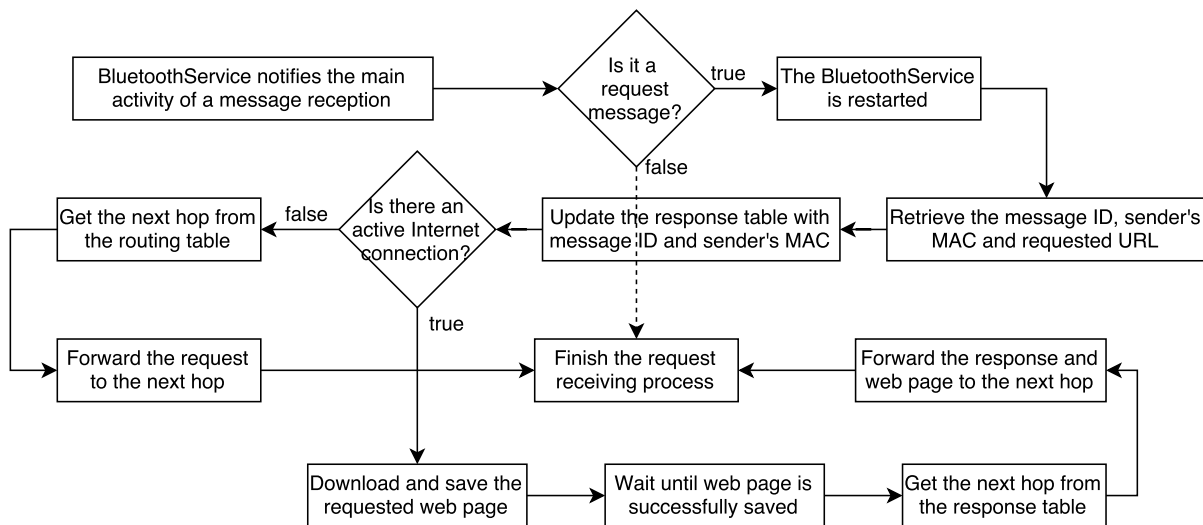 BluetoothService notifies the main
activity of a message reception
Is it a
request
message?
true
The BluetoothService
is restarted
false
Get the next hop from
the routing table
false
Is there an
active Internet
connection?
Update the response table with
message ID and sender's MAC
Retrieve the message ID, sender's
MAC and requested URL
true
Forward the request
to the next hop
Finish the request
receiving process
Forward the response and
web page to the next hop
Download and save the
requested web page
Wait until web page is
successfully saved
Get the next hop from
the response table